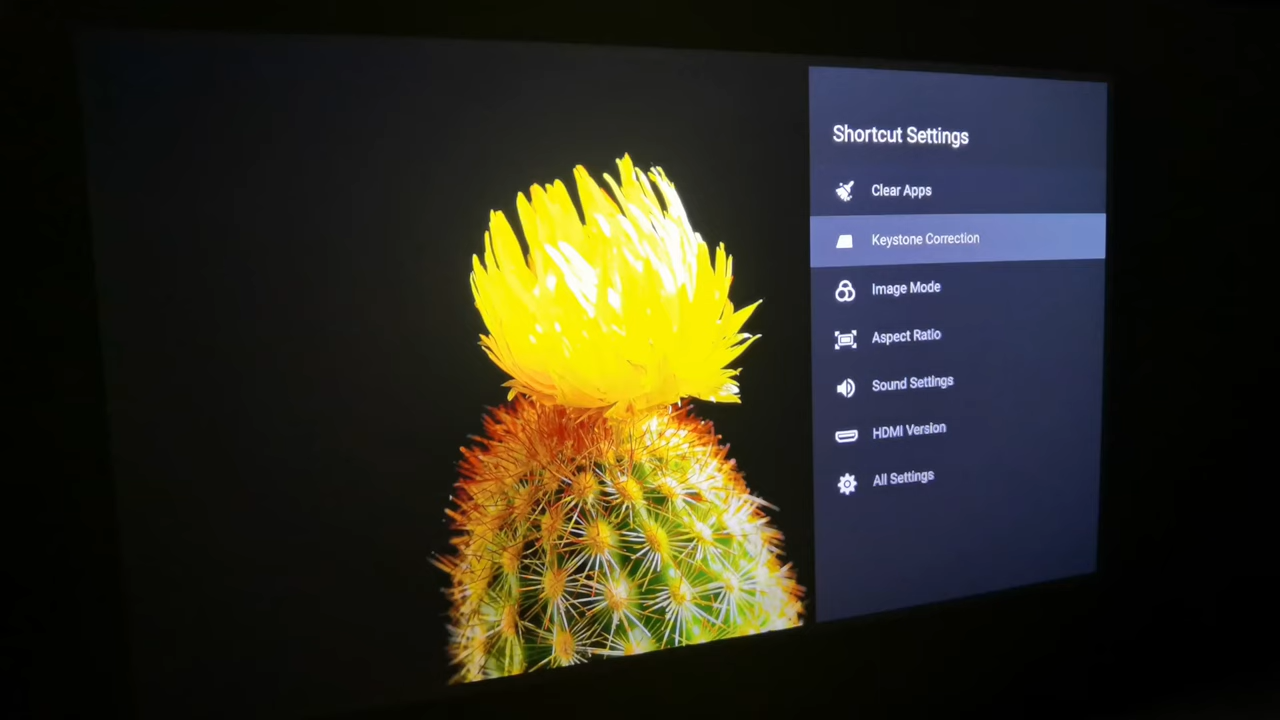 Shortcut Settings
Clear Apps
Keystone Correction
Image Mode
Aspect Ratio
Sound Settings
HDMI Version
All Settings